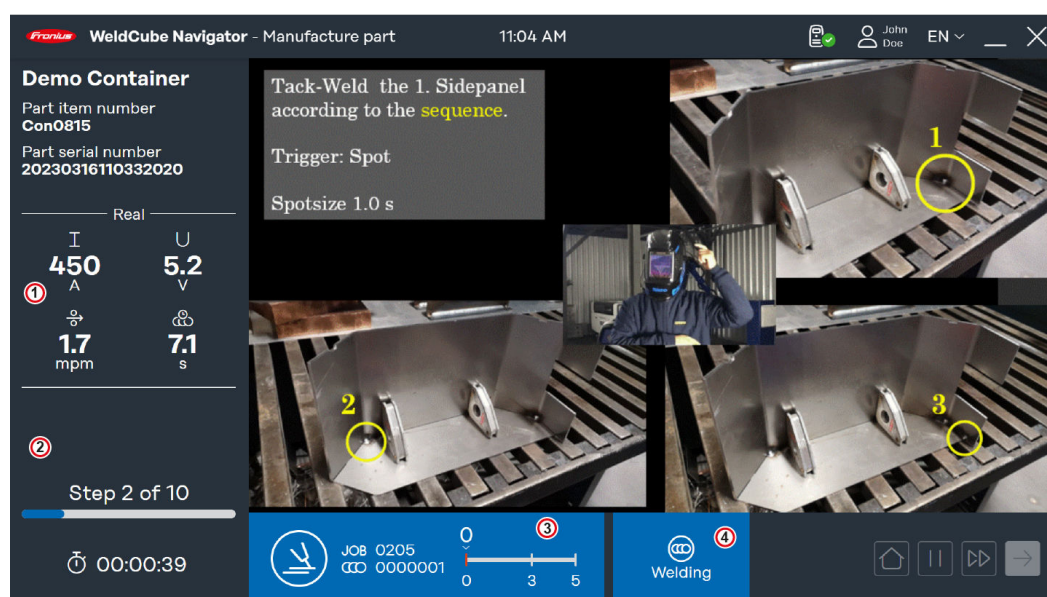 Fronius WeldCube Navigator - Manufacture part 11:04 AM John Doe EN
Demo Container
Part item number
Con0815
Part serial number
20230316110332020
Real
I U
450 5.2
A V
1
1.7 7.1
mpm s
2
Step 2 of 10
00:00:39
Tack-Weld the 1. Sidepanel
according to the sequence.
Trigger: Spot
Spotsize 1.0 s
1
2
3
JOB 0205
0000001
0
0 3 5
3
4
Welding